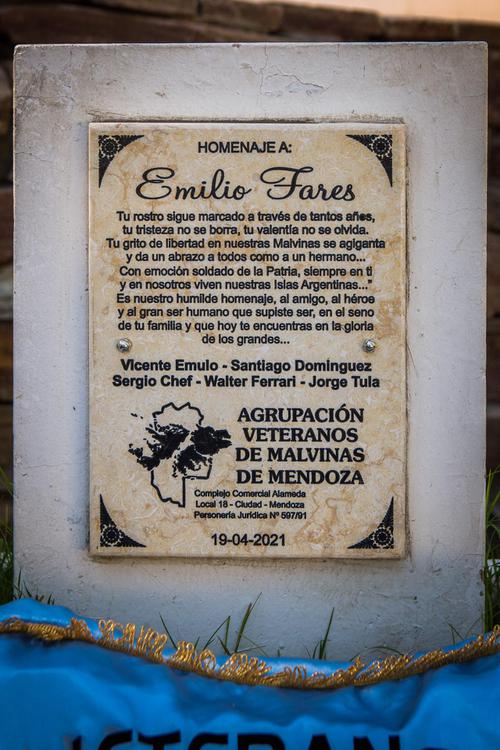 HOMENAJE A:
Emilio Fares
Tu rostro sigue marcado a través de tantos años,
tu tristeza no se borra, tu valentía no se olvida.
Tu grito de libertad en nuestras Malvinas se agiganta
y da un abrazo a todos como a un hermano...
Con emoción soldado de la Patria, siempre en ti
y en nosotros viven nuestras Islas Argentinas..."
Es nuestro humilde homenaje, al amigo, al héroe
y al gran ser humano que supiste ser, en el seno
de tu familia y que hoy te encuentras en la gloria
de los grandes...
Vicente Emulo - Santiago Domínguez
Sergio Chef - Walter Ferrari - Jorge Tula
AGRUPACIÓN
VETERANOS
DE MALVINAS
DE MENDOZA
Complejo Comercial Alameda
Local 18 - Ciudad - Mendoza
Personería Jurídica Nº 597/91
19-04-2021